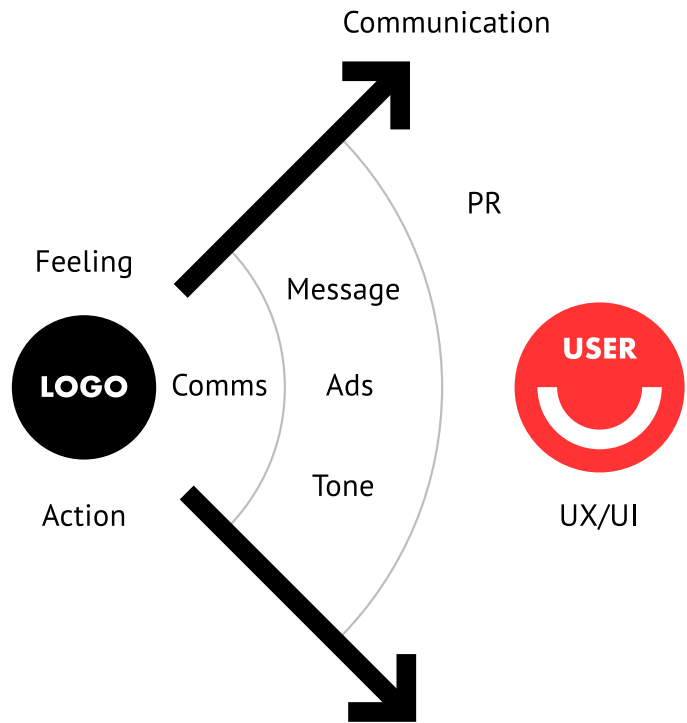 Communication
PR
Feeling
Message
USER
LOGO
Comms
Ads
Tone
Action
UX/UI